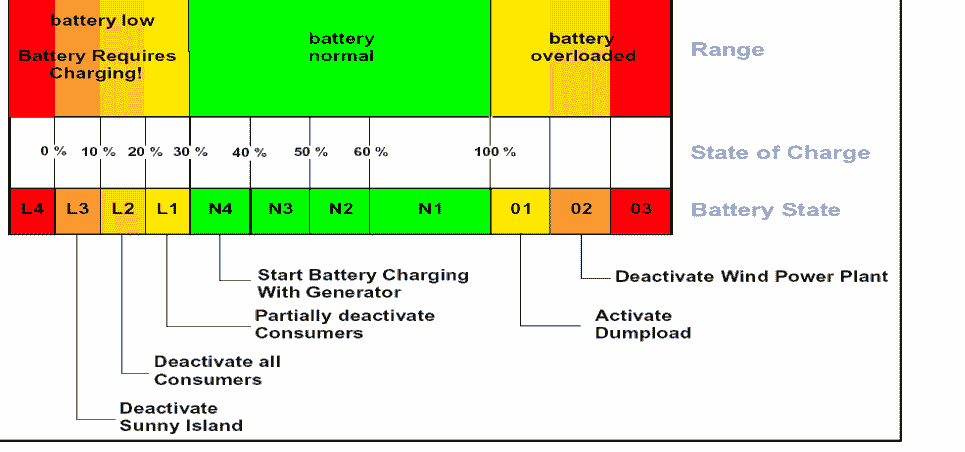 battery low
Battery Requires
Charging!
battery
normal
battery
overloaded
Range
0 % 10 % 20 % 30 % 40 % 50 % 60 % 100 %
State of Charge
L4 L3 L2 L1 N4 N3 N2 N1 01 02 03
Battery State
Start Battery Charging
With Generator
Deactivate Wind Power Plant
Partially deactivate
Consumers
Activate
Dumpload
Deactivate all
Consumers
Deactivate
Sunny Island